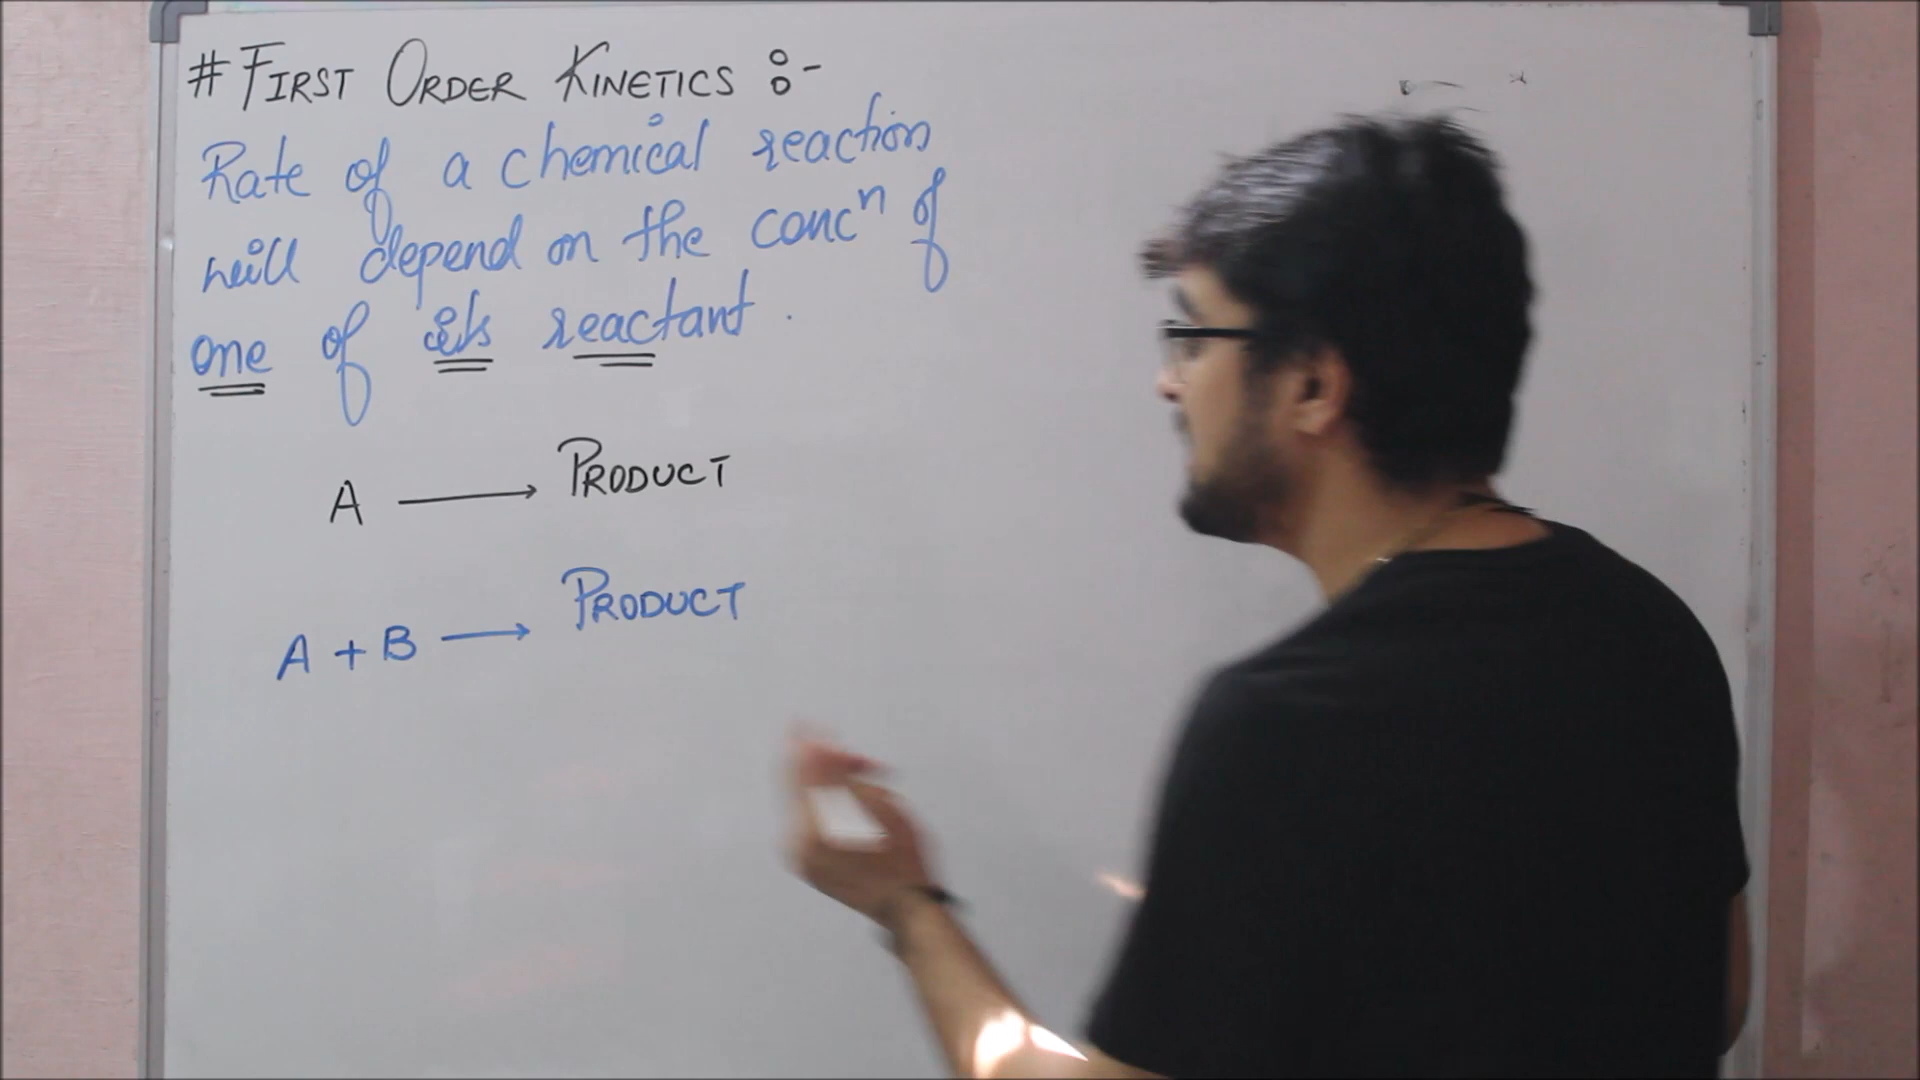 # FIRST ORDER KINETICS :-
Rate of a chemical reaction
will depend on the concⁿ of
one of its reactant .
A ⟶ PRODUCT
A + B ⟶ PRODUCT